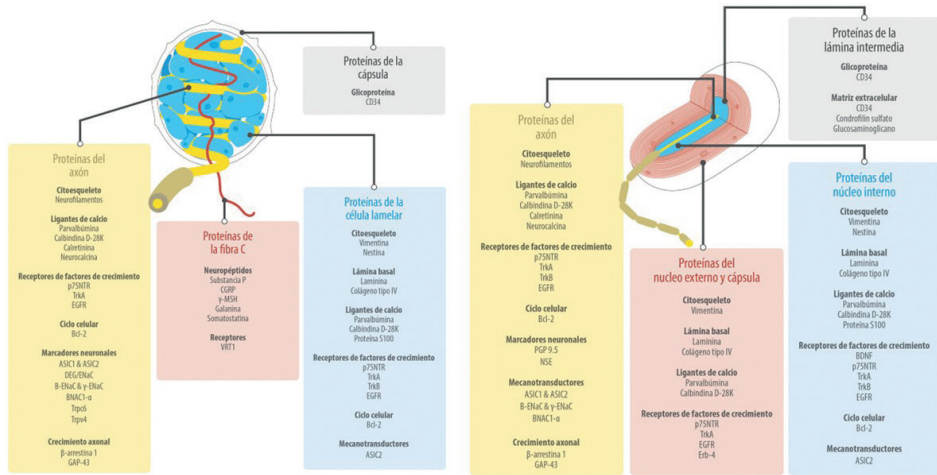 Proteínas de la
cápsula
Glicoproteína
CD34
Proteínas del
axón
Citoesqueleto
Neurofilamentos
Ligantes de calcio
Parvalbúmina
Calbindina D-28K
Calretinina
Neurocalcina
Receptores de factores de crecimiento
p75NTR
TrkA
EGFR
Ciclo celular
Bcl-2
Marcadores neuronales
ASIC1 & ASIC2
DEG/ENaC
B-ENaC & γ-ENaC
BNAC1-α
Trpc6
Trpv4
Crecimiento axonal
β-arrestina 1
GAP-43
Proteínas de
la fibra C
Neuropéptidos
Substancia P
CGRP
γ-MSH
Galanina
Somatostatina
Receptores
VRT1
Proteínas de la
célula lamelar
Citoesqueleto
Vimentina
Nestina
Lámina basal
Laminina
Colágeno tipo IV
Ligantes de calcio
Parvalbúmina
Calbindina D-28K
Proteína S100
Receptores de factores de crecimiento
p75NTR
TrkA
TrkB
EGFR
Ciclo celular
Bcl-2
Mecanotransductores
ASIC2
Proteínas del
axón
Citoesqueleto
Neurofilamentos
Ligantes de calcio
Parvalbúmina
Calbindina D-28K
Calretinina
Neurocalcina
Receptores de factores de crecimiento
p75NTR
TrkA
TrkB
EGFR
Ciclo celular
Bcl-2
Marcadores neuronales
PGP 9.5
NSE
Mecanotransductores
ASIC1 & ASIC2
B-ENaC & γ-ENaC
BNAC1-α
Crecimiento axonal
β-arrestina 1
GAP-43
Proteínas del
nucleo externo y cápsula
Citoesqueleto
Vimentina
Lámina basal
Laminina
Colágeno tipo IV
Ligantes de calcio
Parvalbúmina
Calbindina D-28K
Receptores de factores de crecimiento
p75NTR
TrkA
EGFR
Erb-4
Proteínas de la
lámina intermedia
Glicoproteína
CD34
Matriz extracelular
CD34
Condrofilin sulfato
Glucosaminoglicano
Proteínas del
núcleo interno
Citoesqueleto
Vimentina
Nestina
Lámina basal
Laminina
Colágeno tipo IV
Ligantes de calcio
Parvalbúmina
Calbindina D-28K
Proteína S100
Receptores de factores de crecimiento
BDNF
p75NTR
TrkA
TrkB
EGFR
Ciclo celular
Bcl-2
Mecanotransductores
ASIC2